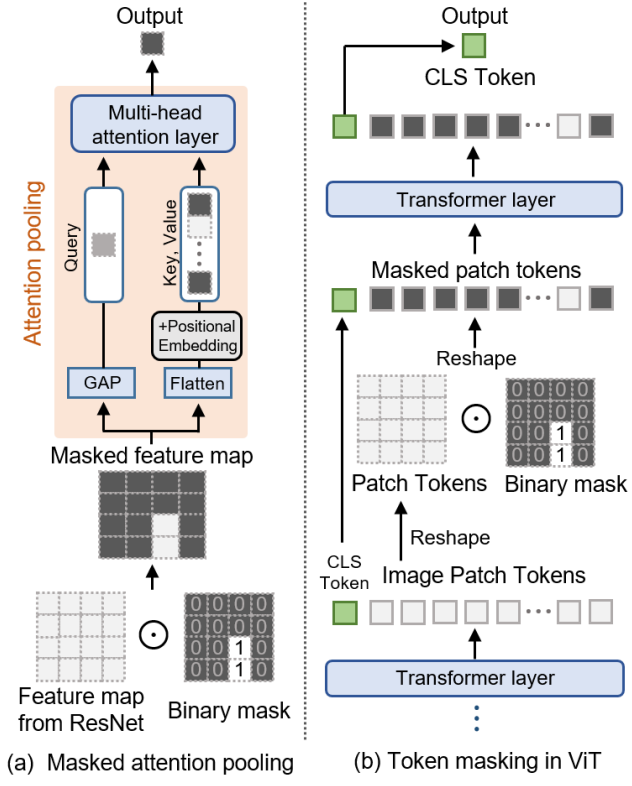 Output
Multi-head
attention layer
Attention pooling
Query
Key, Value
+Positional
Embedding
GAP
Flatten
Masked feature map
0 0 0 0
0 0 0 0
0 0 1 0
0 0 1 0
Feature map
from ResNet
Binary mask
(a) Masked attention pooling
Output
CLS Token
Transformer layer
Masked patch tokens
Reshape
0 0 0 0
0 0 0 0
0 0 1 0
0 0 1 0
Patch Tokens
Binary mask
Reshape
CLS
Token
Image Patch Tokens
Transformer layer
(b) Token masking in ViT